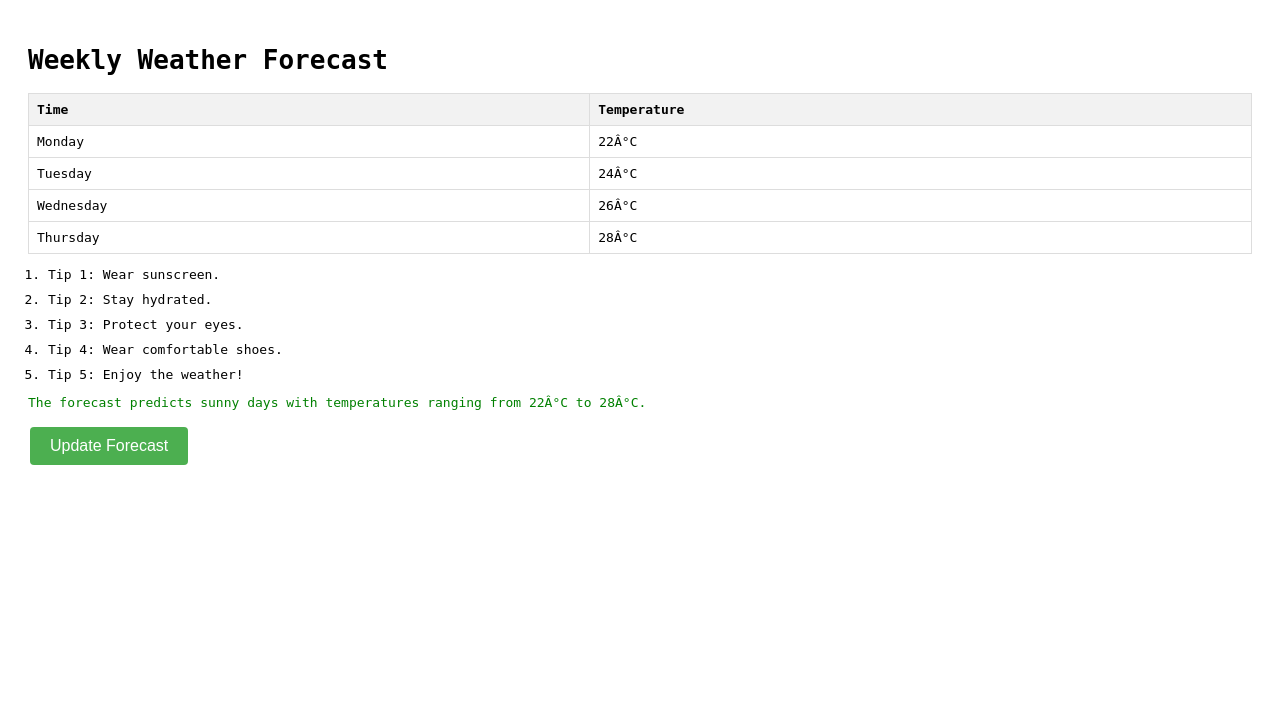 Weekly Weather Forecast
Time Temperature
Monday 22Â°C
Tuesday 24Â°C
Wednesday 26Â°C
Thursday 28Â°C
1. Tip 1: Wear sunscreen.
2. Tip 2: Stay hydrated.
3. Tip 3: Protect your eyes.
4. Tip 4: Wear comfortable shoes.
5. Tip 5: Enjoy the weather!
The forecast predicts sunny days with temperatures ranging from 22Â°C to 28Â°C.
Update Forecast